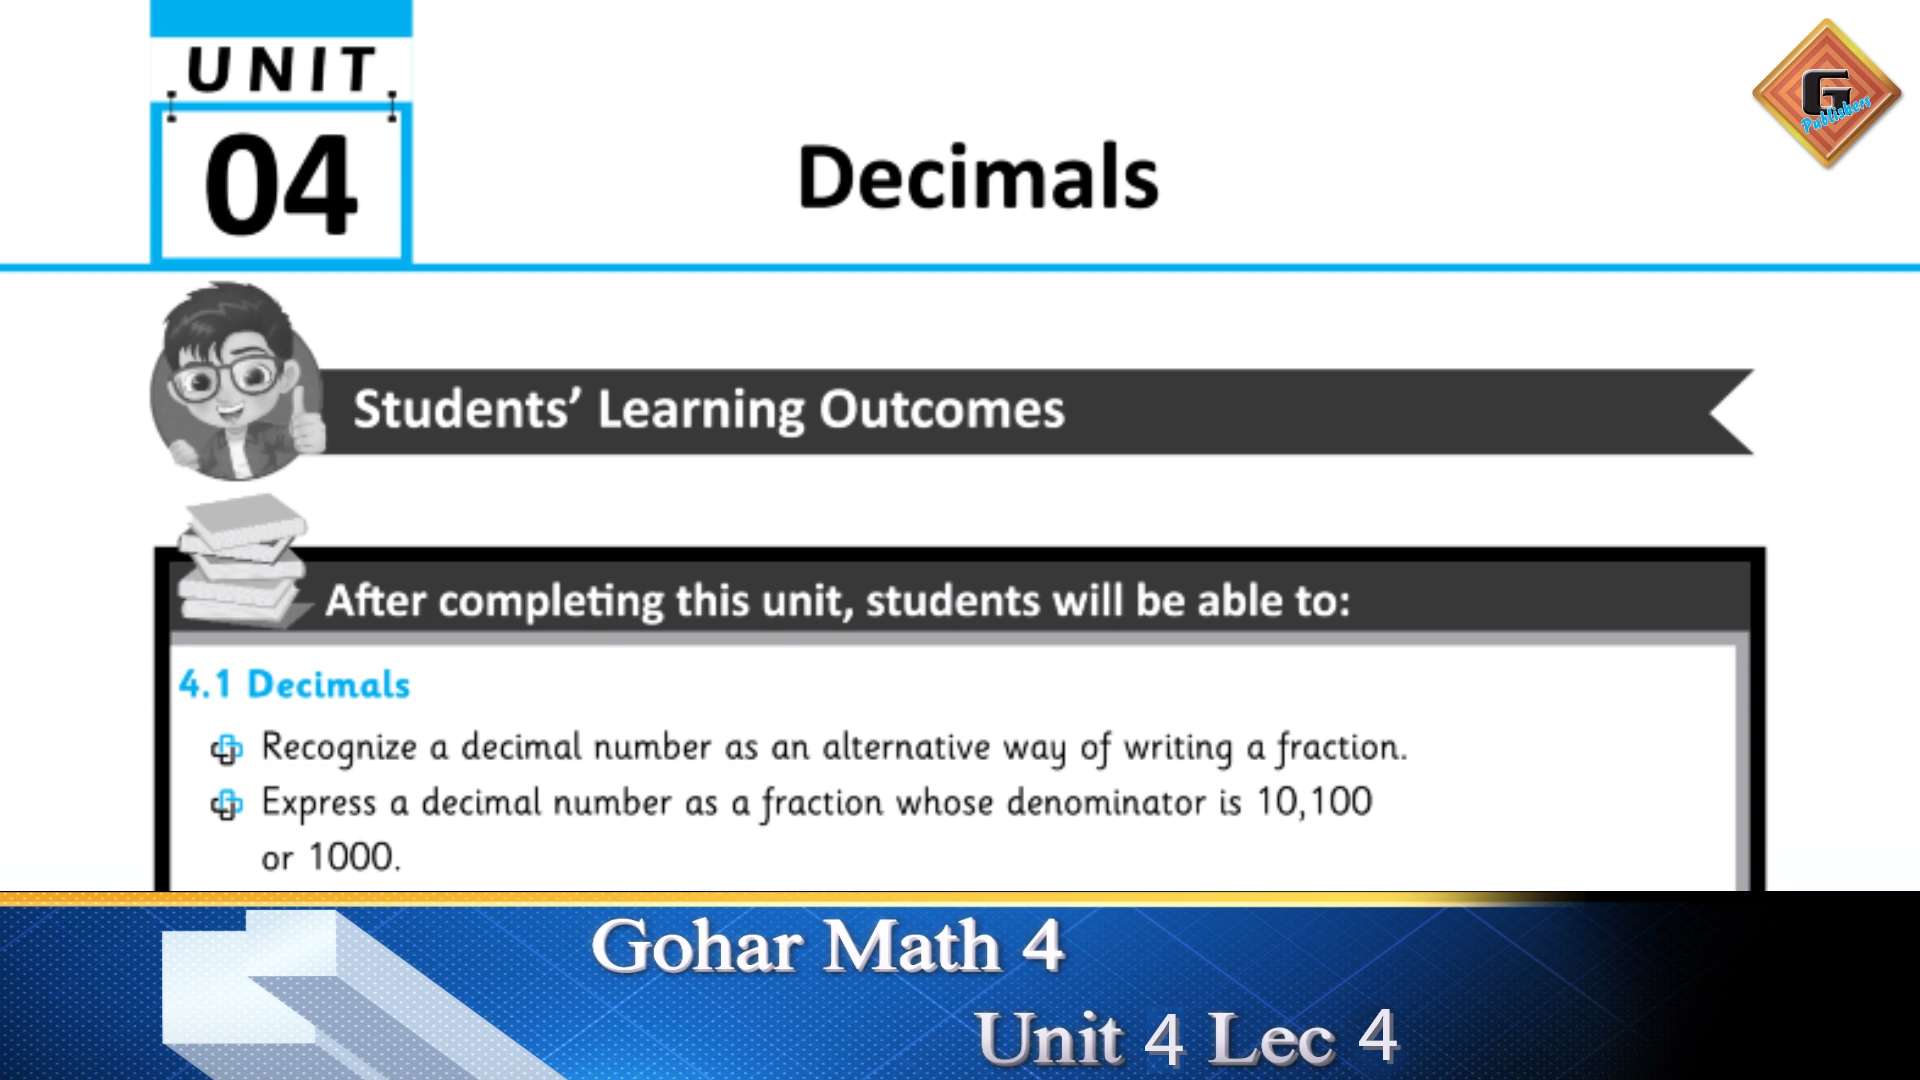 UNIT
04
Decimals
G
Publishers
Students’ Learning Outcomes
After completing this unit, students will be able to:
4.1 Decimals
Recognize a decimal number as an alternative way of writing a fraction.
Express a decimal number as a fraction whose denominator is 10,100
or 1000.
Gohar Math 4
Unit 4 Lec 4